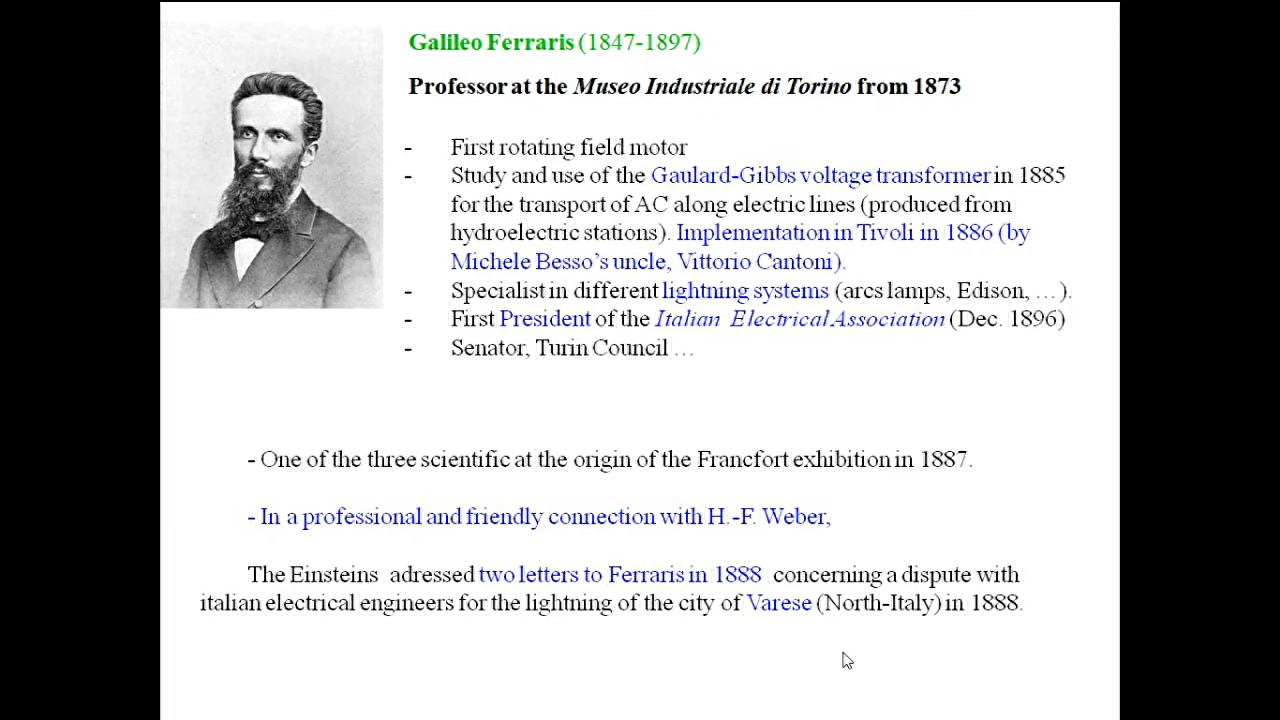 Galileo Ferraris (1847-1897)
Professor at the Museo Industriale di Torino from 1873
- First rotating field motor
- Study and use of the Gaulard-Gibbs voltage transformer in 1885
for the transport of AC along electric lines (produced from
hydroelectric stations). Implementation in Tivoli in 1886 (by
Michele Besso's uncle, Vittorio Cantoni).
- Specialist in different lightning systems (arcs lamps, Edison, …).
- First President of the Italian Electrical Association (Dec. 1896)
- Senator, Turin Council …
- One of the three scientific at the origin of the Francfort exhibition in 1887.
- In a professional and friendly connection with H.-F. Weber,
The Einsteins adressed two letters to Ferraris in 1888 concerning a dispute with
italian electrical engineers for the lightning of the city of Varese (North-Italy) in 1888.